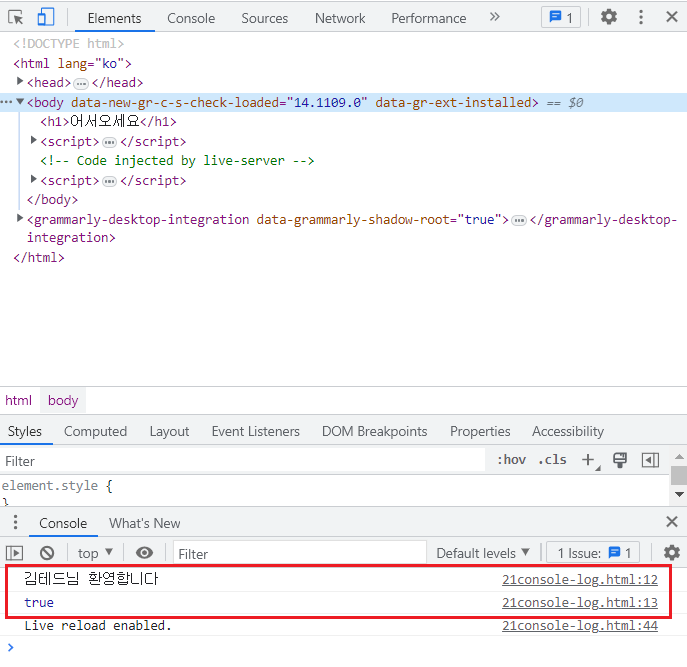 Elements Console Sources Network Performance » 1
<!DOCTYPE html>
<html lang="ko">
<head> … </head>
<body data-new-gr-c-s-check-loaded="14.1109.0" data-gr-ext-installed> == $0
<h1>어서오세요</h1>
<script> … </script>
<!-- Code injected by live-server -->
<script> … </script>
</body>
<grammarly-desktop-integration data-grammarly-shadow-root="true"> … </grammarly-desktop-
integration>
</html>
html body
Styles Computed Layout Event Listeners DOM Breakpoints Properties Accessibility
Filter :hov .cls +
element.style {
}
Console What's New
top ▼ Filter Default levels ▼ 1 Issue: 1
김테드님 환영합니다 21console-log.html:12
true 21console-log.html:13
Live reload enabled. 21console-log.html:44
>